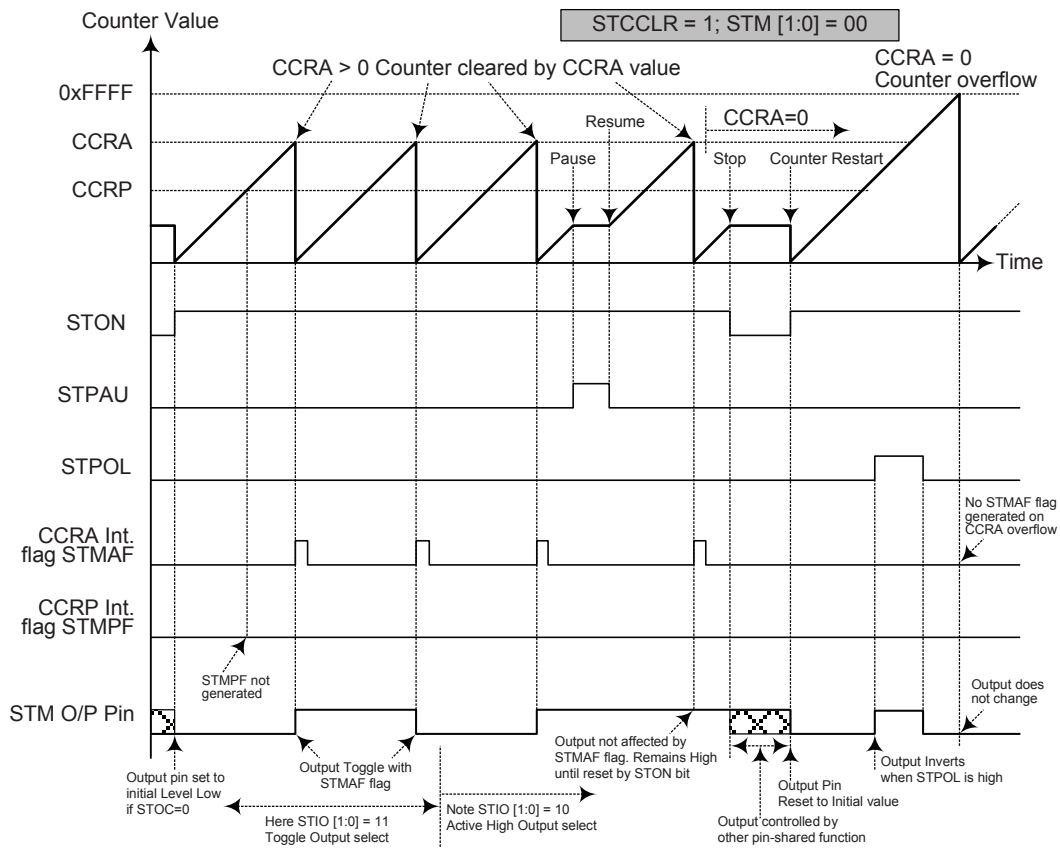 Counter Value
STCCLR = 1; STM [1:0] = 00
CCRA > 0 Counter cleared by CCRA value
CCRA = 0
Counter overflow
0xFFFF
CCRA
CCRP
Resume
CCRA=0
Pause
Stop
Counter Restart
Time
STON
STPAU
STPOL
No STMAF flag
generated on
CCRA overflow
CCRA Int.
flag STMAF
CCRP Int.
flag STMPF
STMPF not
generated
STM O/P Pin
Output does
not change
Output pin set to
initial Level Low
if STOC=0
Output Toggle with
STMAF flag
Here STIO [1:0] = 11
Toggle Output select
Note STIO [1:0] = 10
Active High Output select
Output not affected by
STMAF flag. Remains High
until reset by STON bit
Output Pin
Reset to Initial value
Output controlled by
other pin-shared function
Output Inverts
when STPOL is high